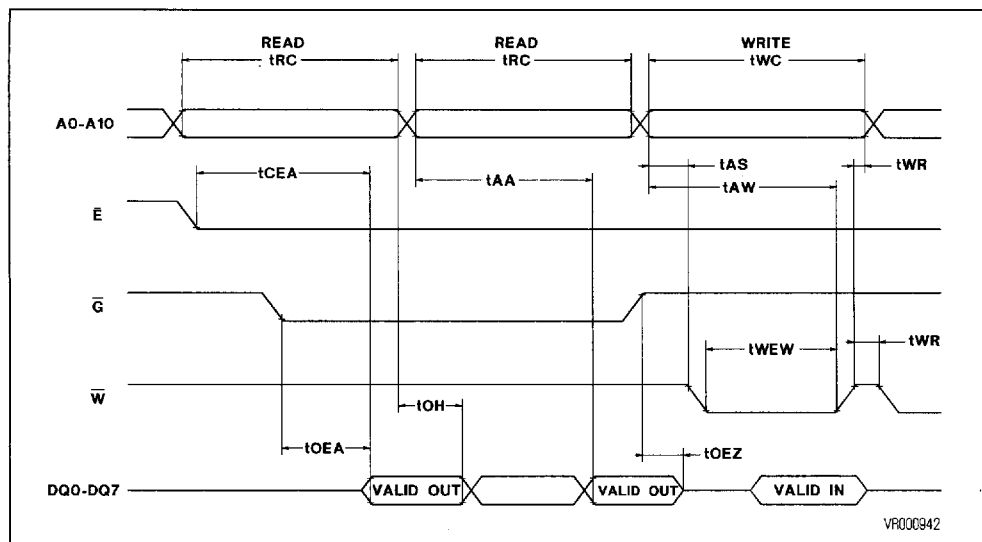 READ READ WRITE
tRC tRC tWC
A0-A10
tAS tWR
tCEA tAA tAW
E̅
G̅
tWEW tWR
W̅
tOH
tOEA tOEZ
DQ0-DQ7 VALID OUT VALID OUT VALID IN
VR000942